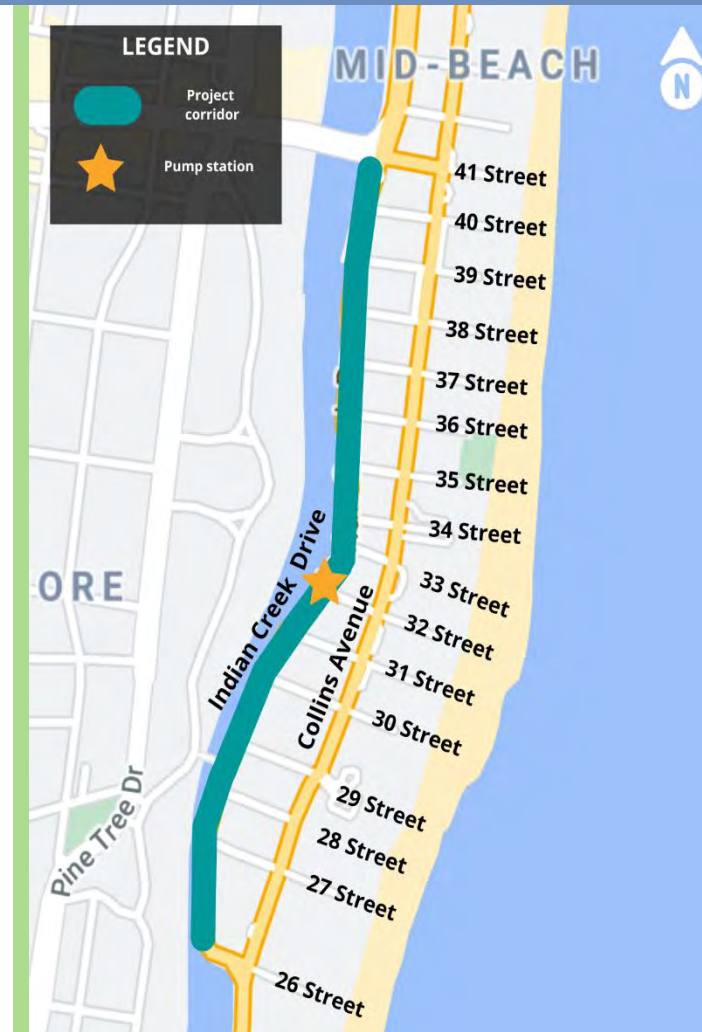 LEGEND
Project
corridor
Pump station
MID-BEACH
N
41 Street
40 Street
39 Street
38 Street
37 Street
36 Street
35 Street
34 Street
33 Street
32 Street
31 Street
30 Street
29 Street
28 Street
27 Street
26 Street
Indian Creek Drive
Collins Avenue
ORE
Pine Tree Dr